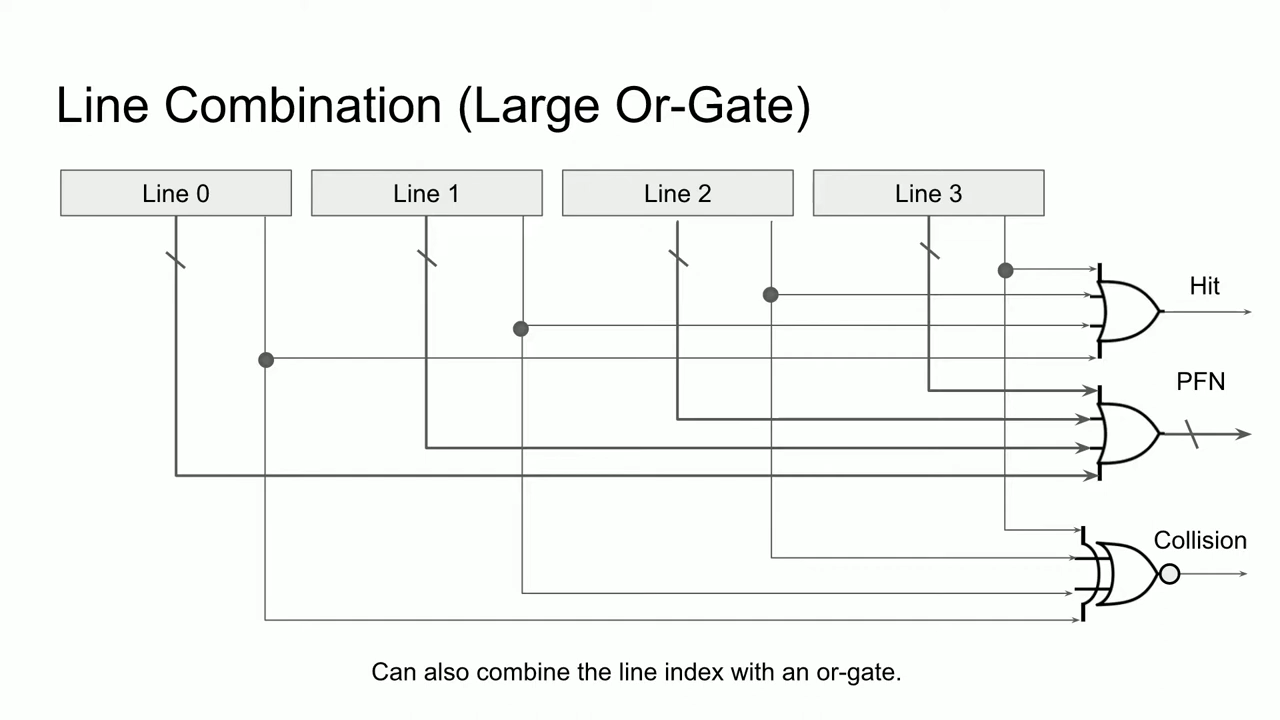 Line Combination (Large Or-Gate)
Line 0
Line 1
Line 2
Line 3
Hit
PFN
Collision
Can also combine the line index with an or-gate.